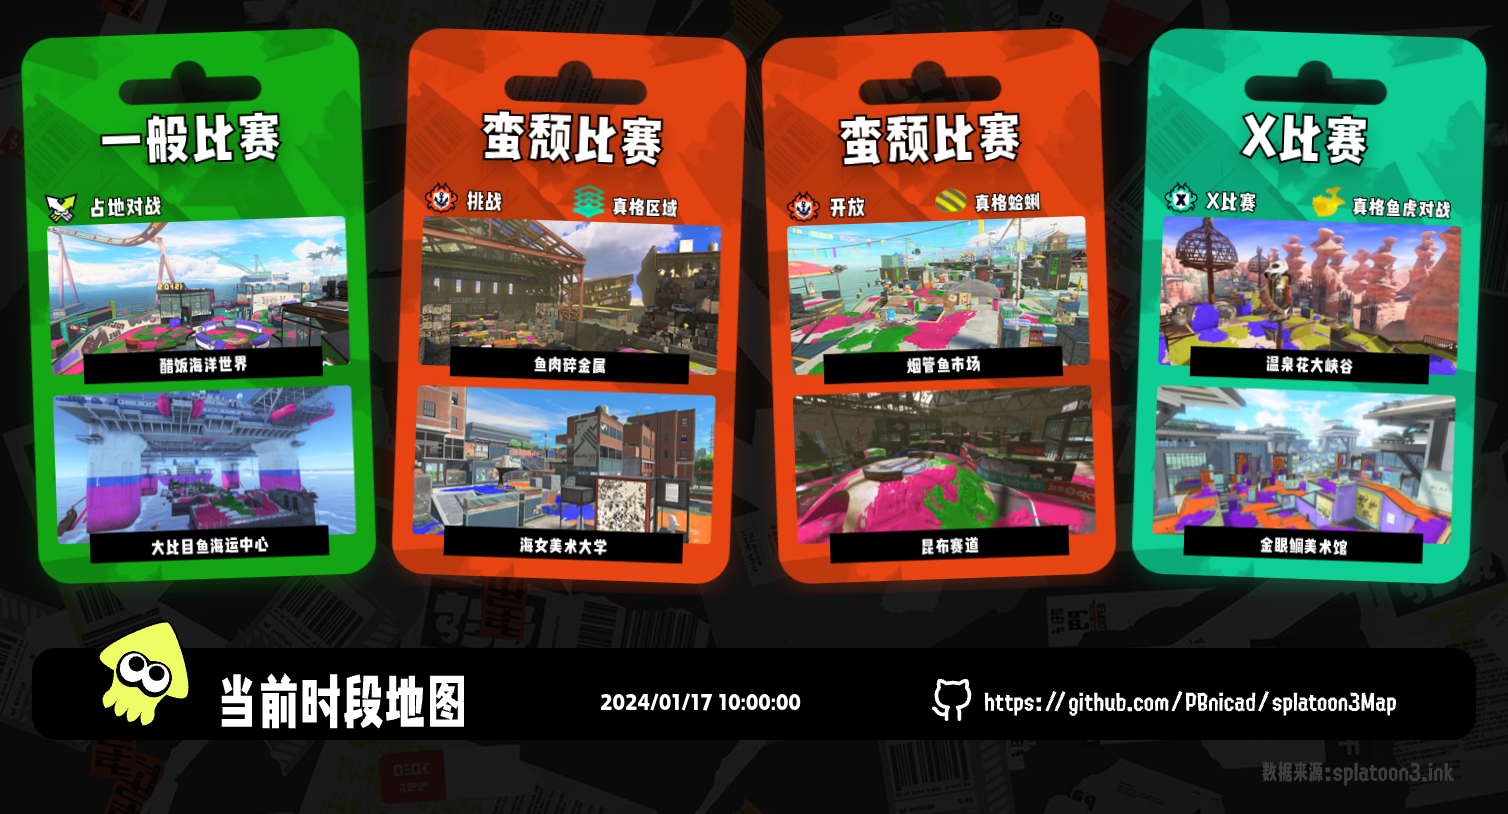 一般比赛
占地对战
醋饭海洋世界
大比目鱼海运中心
蛮颓比赛
挑战
真格区域
鱼肉碎金属
海女美术大学
蛮颓比赛
开放
真格蛤蜊
烟管鱼市场
昆布赛道
X比赛
X比赛
真格鱼虎对战
温泉花大峡谷
金眼鲷美术馆
当前时段地图
2024/01/17 10:00:00
https://github.com/PBnicad/splatoon3Map
数据来源:splatoon3.ink